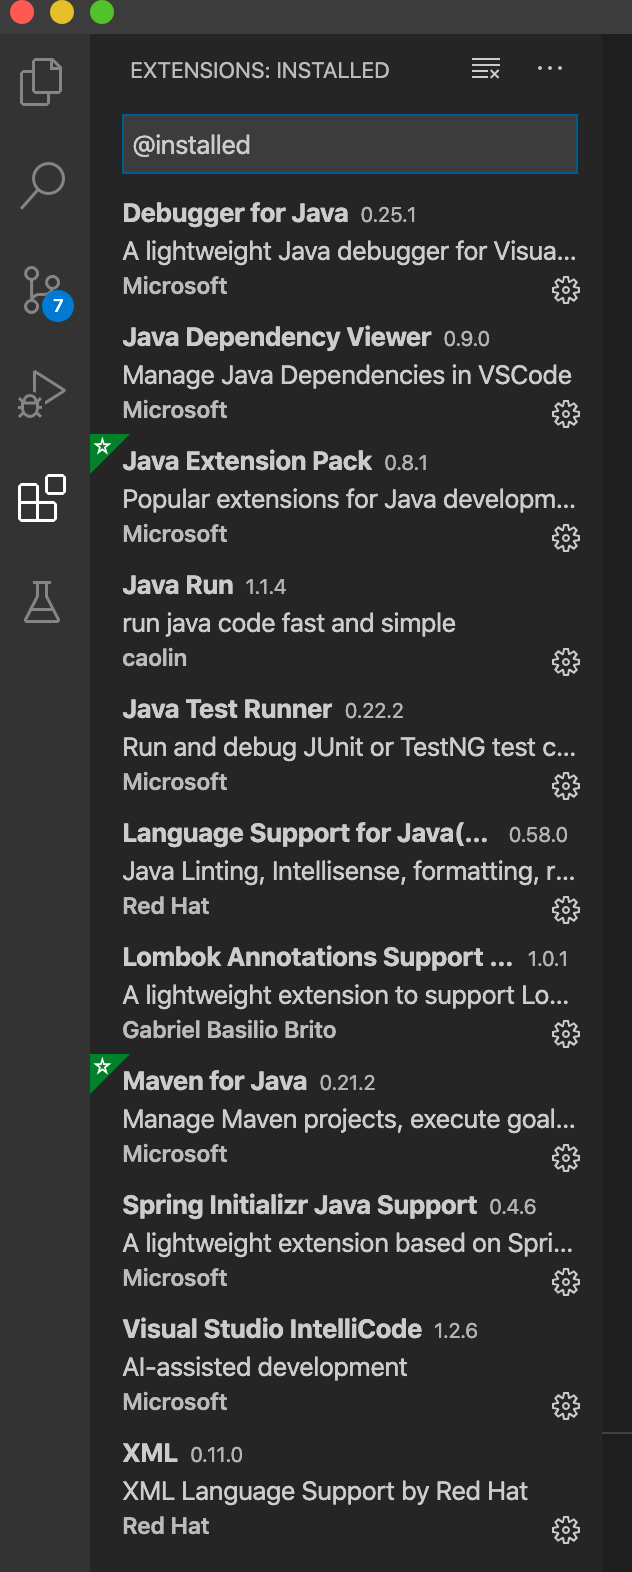 EXTENSIONS: INSTALLED
@installed
Debugger for Java 0.25.1
A lightweight Java debugger for Visua...
Microsoft
7
Java Dependency Viewer 0.9.0
Manage Java Dependencies in VSCode
Microsoft
Java Extension Pack 0.8.1
Popular extensions for Java developm...
Microsoft
Java Run 1.1.4
run java code fast and simple
caolin
Java Test Runner 0.22.2
Run and debug JUnit or TestNG test c...
Microsoft
Language Support for Java(... 0.58.0
Java Linting, Intellisense, formatting, r...
Red Hat
Lombok Annotations Support ... 1.0.1
A lightweight extension to support Lo...
Gabriel Basilio Brito
Maven for Java 0.21.2
Manage Maven projects, execute goal...
Microsoft
Spring Initializr Java Support 0.4.6
A lightweight extension based on Spri...
Microsoft
Visual Studio IntelliCode 1.2.6
AI-assisted development
Microsoft
XML 0.11.0
XML Language Support by Red Hat
Red Hat